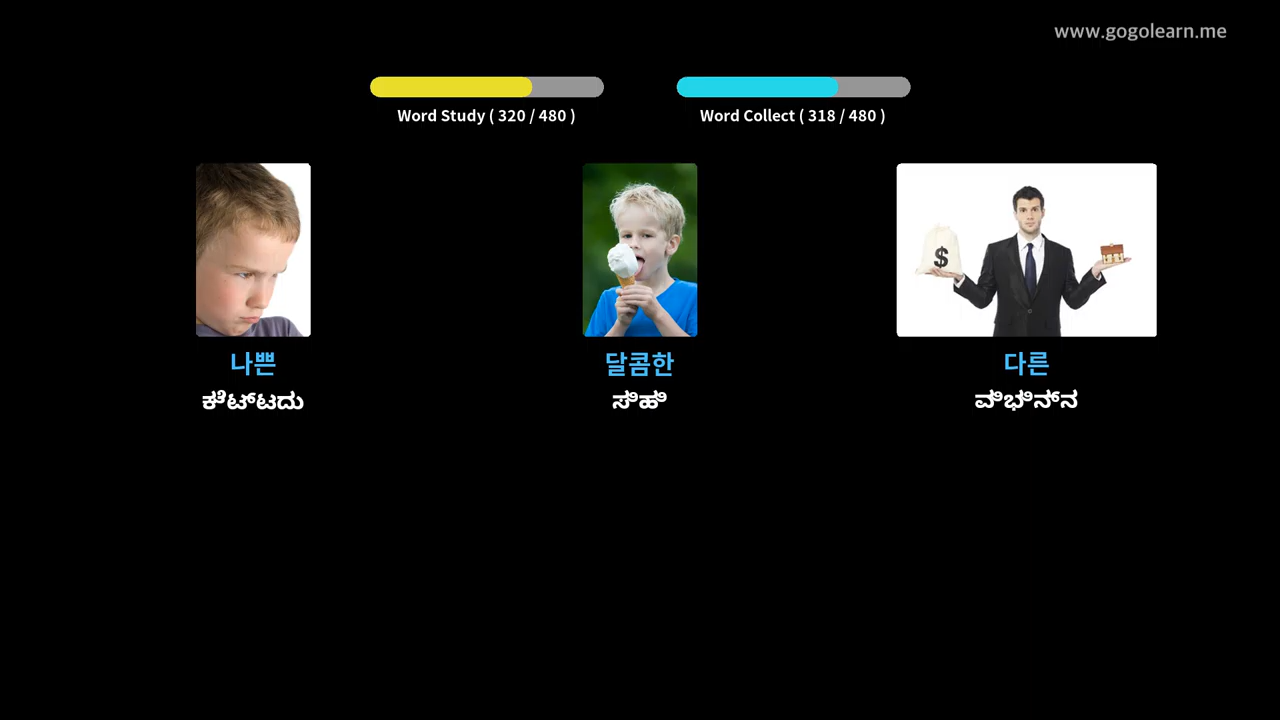 www.gogolearn.me
Word Study ( 320 / 480 )
Word Collect ( 318 / 480 )
$
나쁜
달콤한
다른
ಕೆಟ್ಟದು
ಸಿಹಿ
ವಿಭಿನ್ನ